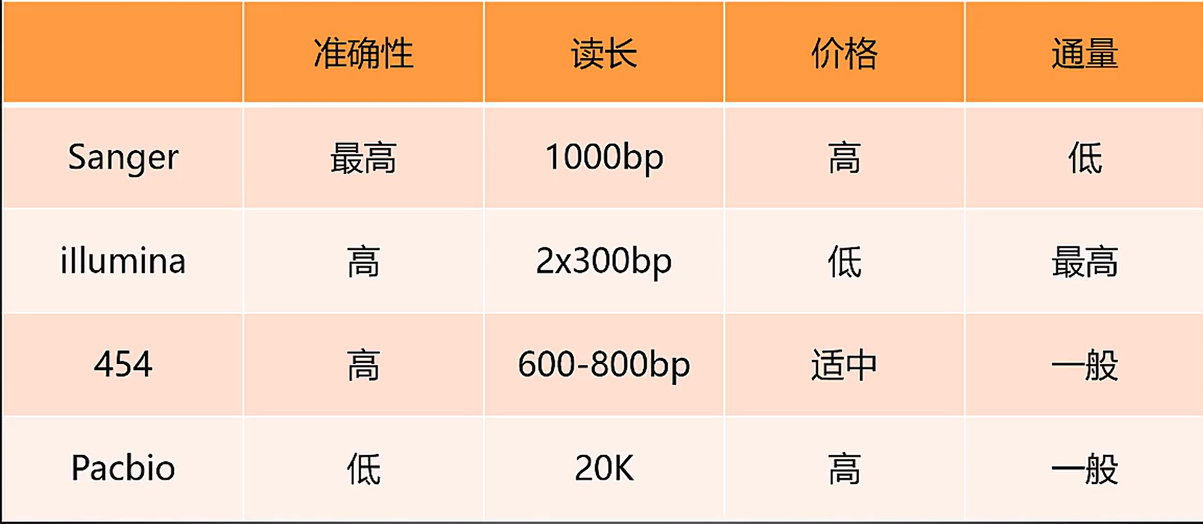 准确性 读长 价格 通量
Sanger 最高 1000bp 高 低
illumina 高 2x300bp 低 最高
454 高 600-800bp 适中 一般
Pacbio 低 20K 高 一般